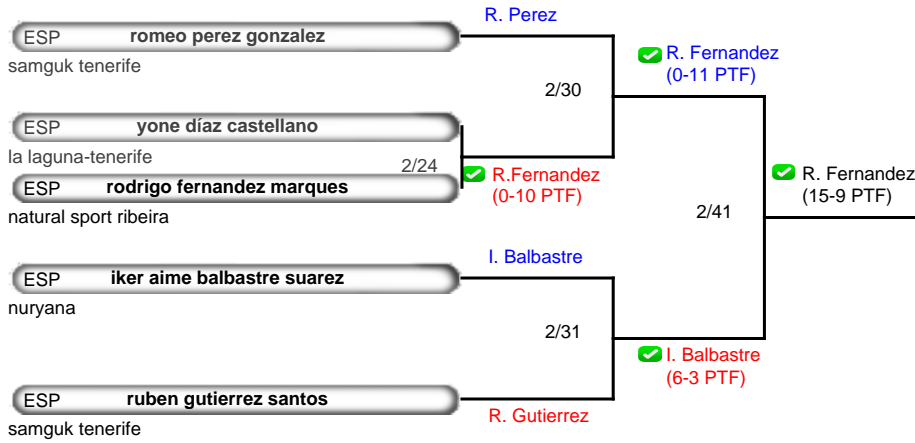 R. Perez
ESP romeo perez gonzalez
samguk tenerife
R. Fernandez
(0-11 PTF)
2/30
ESP yone díaz castellano
la laguna-tenerife
2/24
R.Fernandez
(0-10 PTF)
ESP rodrigo fernandez marques
natural sport ribeira
R. Fernandez
(15-9 PTF)
2/41
I. Balbastre
ESP iker aime balbastre suarez
nuryana
2/31
I. Balbastre
(6-3 PTF)
ESP ruben gutierrez santos
R. Gutierrez
samguk tenerife